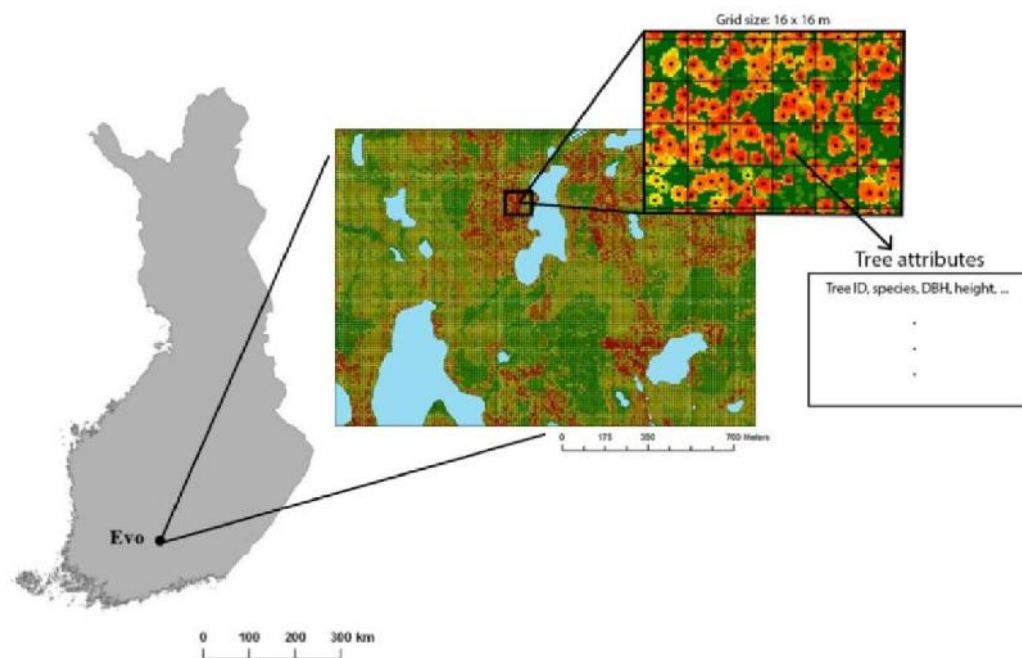 Grid size: 16 x 16 m
Tree attributes
Tree ID, species, DBH, height, ...
.
.
.
0 175 350 700 Meters
Evo
0 100 200 300 km